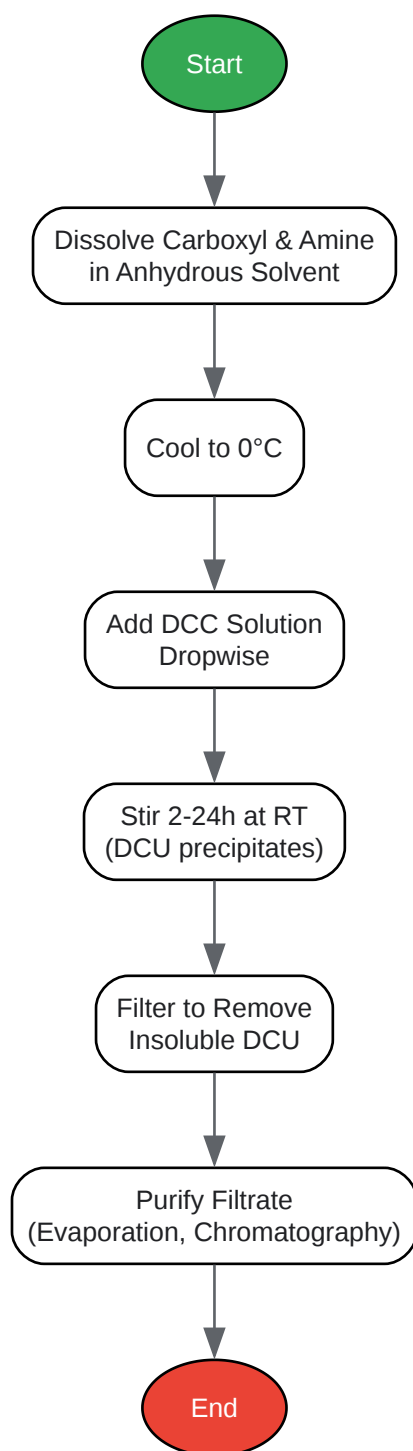 Start
Dissolve Carboxyl & Amine
in Anhydrous Solvent
Cool to 0°C
Add DCC Solution
Dropwise
Stir 2-24h at RT
(DCU precipitates)
Filter to Remove
Insoluble DCU
Purify Filtrate
(Evaporation, Chromatography)
End